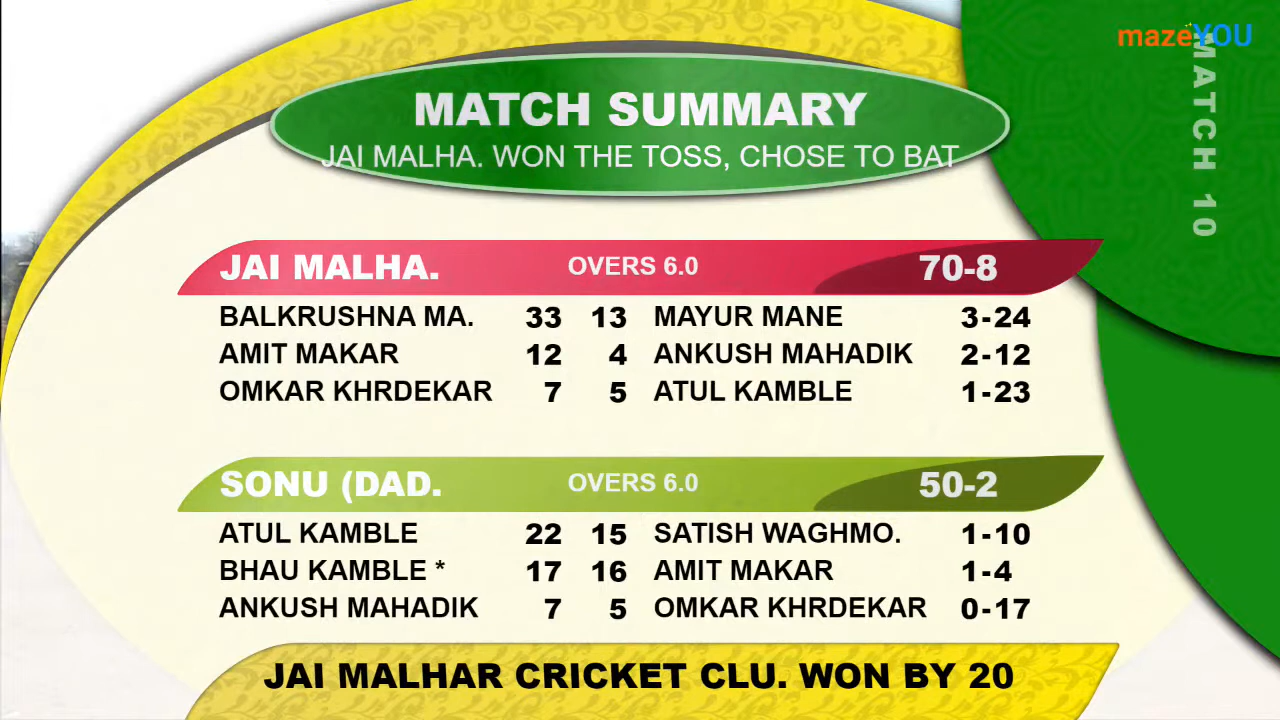 mazeYOU
MATCH 10
MATCH SUMMARY
JAI MALHA. WON THE TOSS, CHOSE TO BAT
JAI MALHA. OVERS 6.0 70-8
BALKRUSHNA MA. 33 13 MAYUR MANE 3-24
AMIT MAKAR 12 4 ANKUSH MAHADIK 2-12
OMKAR KHRDEKAR 7 5 ATUL KAMBLE 1-23
SONU (DAD. OVERS 6.0 50-2
ATUL KAMBLE 22 15 SATISH WAGHMO. 1-10
BHAU KAMBLE * 17 16 AMIT MAKAR 1-4
ANKUSH MAHADIK 7 5 OMKAR KHRDEKAR 0-17
JAI MALHAR CRICKET CLU. WON BY 20